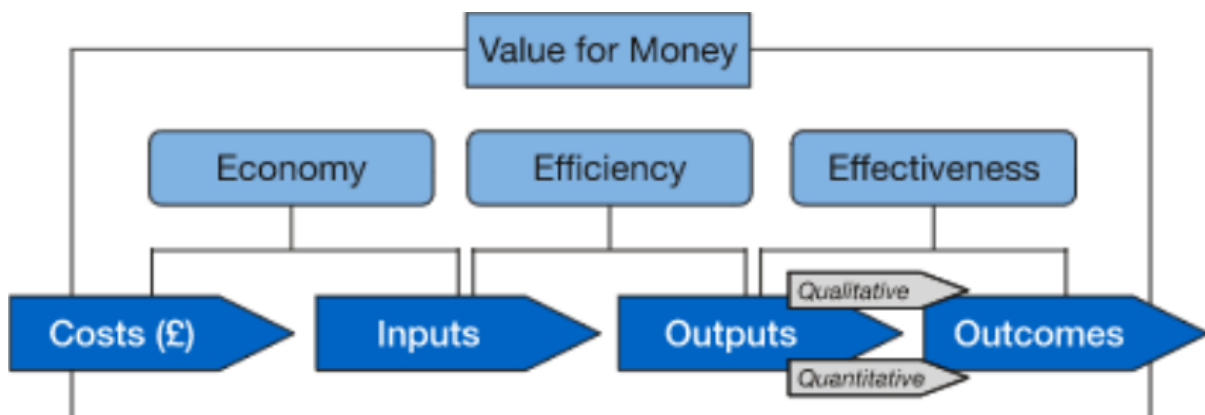 Value for Money
Economy
Efficiency
Effectiveness
Qualitative
Costs (£)
Inputs
Outputs
Outcomes
Quantitative